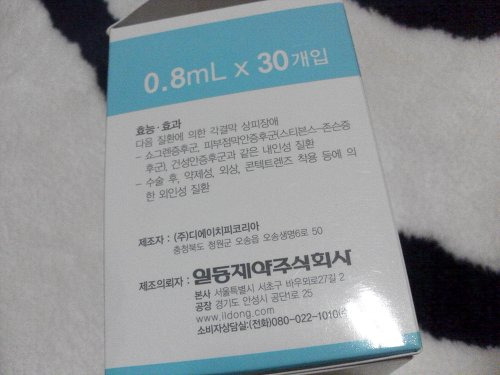 0.8mL x 30개입
효능·효과
다음 질환에 의한 각결막 상피장애
- 쇼그렌증후군, 피부점막안증후군(스티븐스-존슨증
후군), 건성안증후군과 같은 내인성 질환
- 수술 후, 약제성, 외상, 콘텍트렌즈 착용 등에 의
한 외인성 질환
제조자 : (주)디에이치피코리아
충청북도 청원군 오송읍 오송생명6로 50
제조의뢰자 : 일동제약주식회사
본사 서울특별시 서초구 바우뫼로27길 2
공장 경기도 안성시 공단1로 25
www.ildong.com
소비자상담실:(전화)080-022-1010